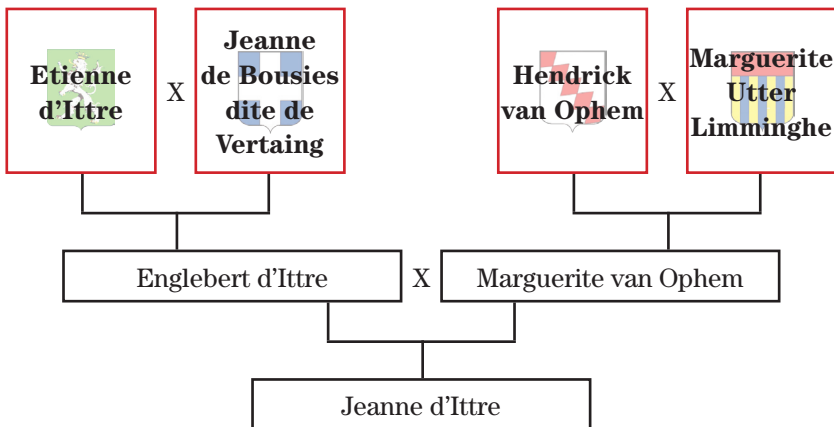 Etienne
d'Ittre
X
Jeanne
de Bousies
dite de
Vertaing
Hendrick
van Ophem
X
Marguerite
Utter
Limminghe
Englebert d'Ittre
X
Marguerite van Ophem
Jeanne d'Ittre